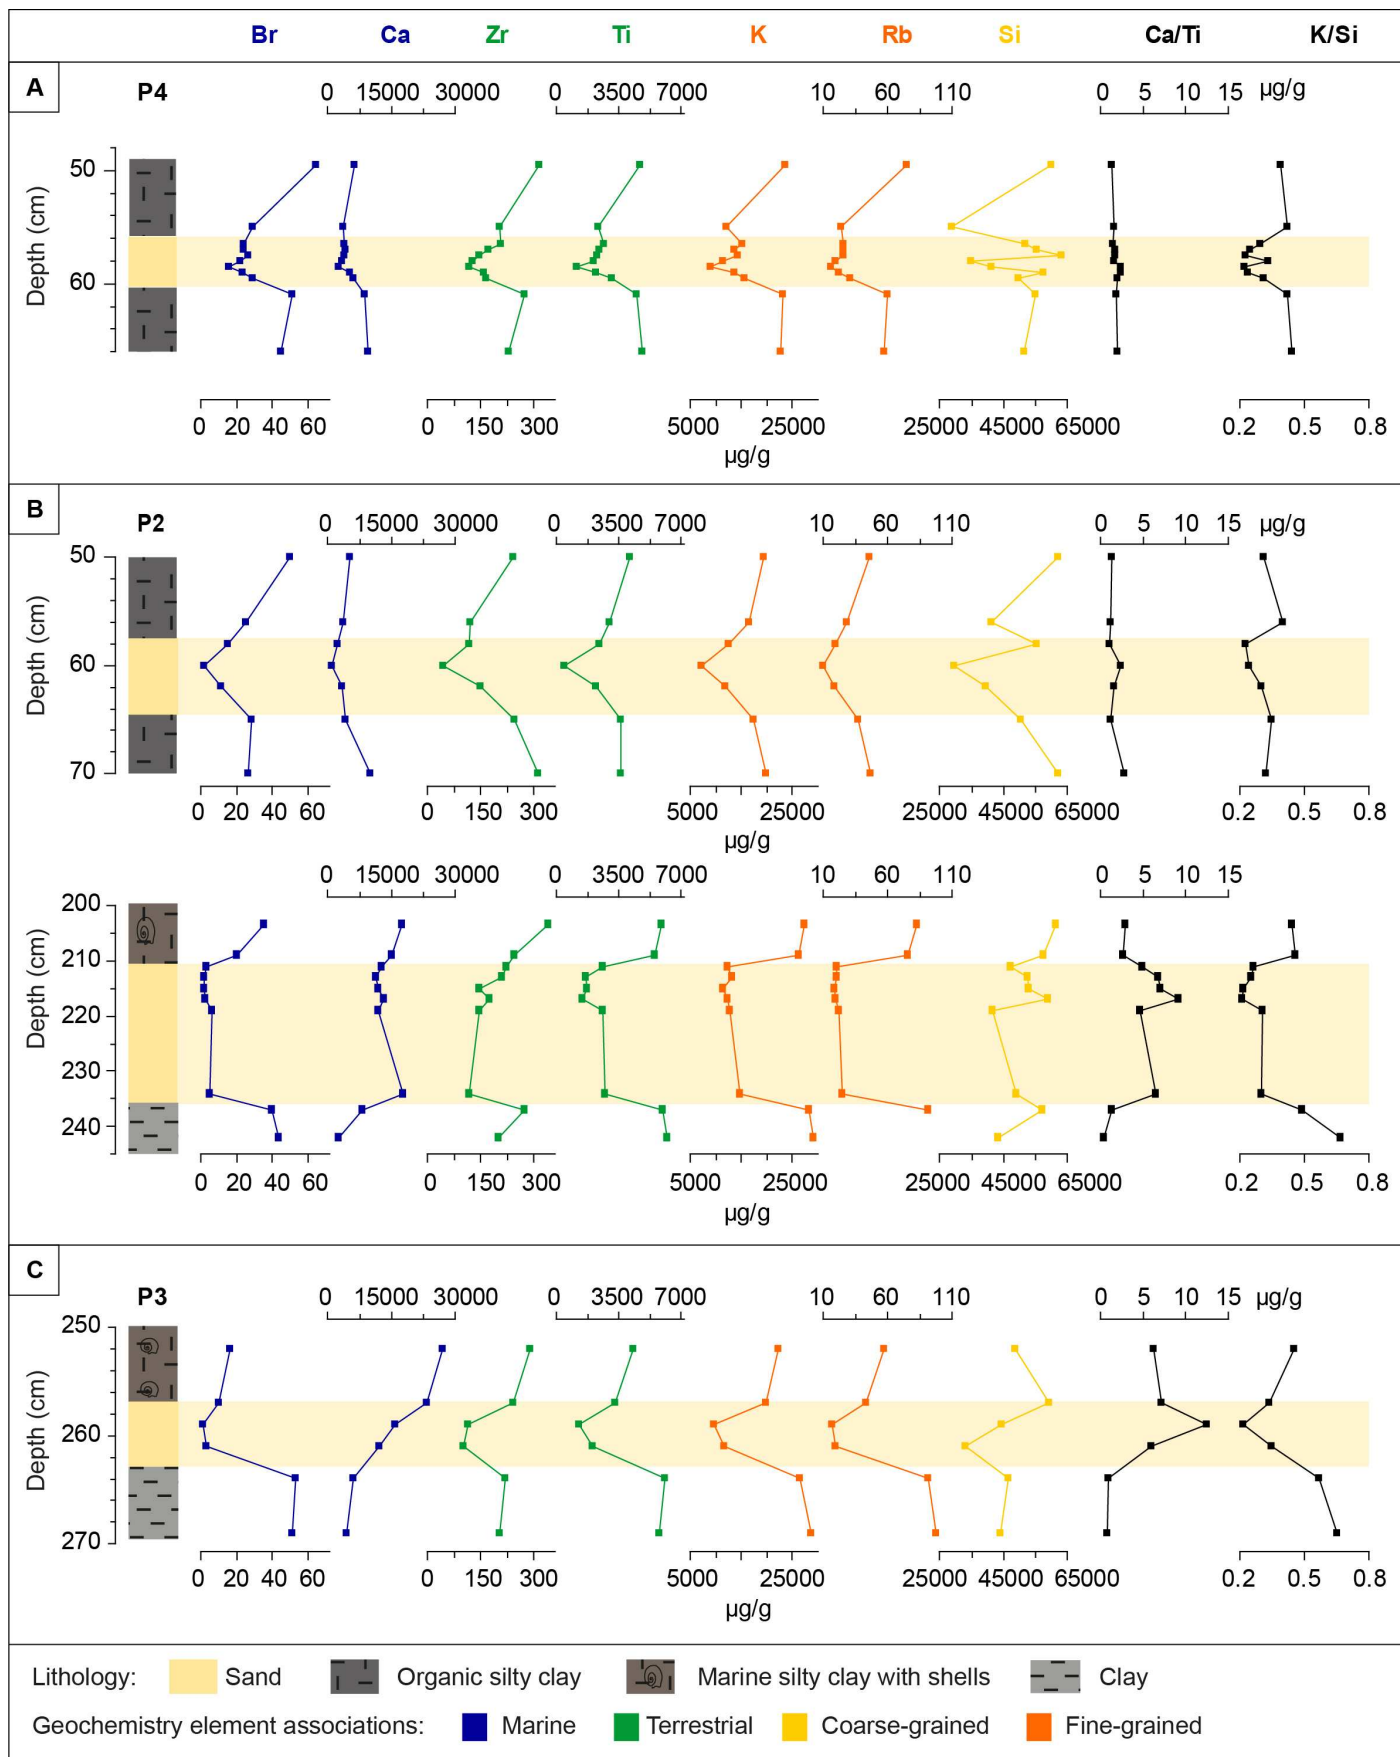 Br Ca Zr Ti K Rb Si Ca/Ti K/Si
A
P4
0 15000 30000 0 3500 7000 10 60 110 0 5 10 15 µg/g
Depth (cm)
50
60
0 20 40 60 0 150 300 5000 25000 25000 45000 65000 0.2 0.5 0.8
µg/g
B
P2
0 15000 30000 0 3500 7000 10 60 110 0 5 10 15 µg/g
Depth (cm)
50
60
70
0 20 40 60 0 150 300 5000 25000 25000 45000 65000 0.2 0.5 0.8
µg/g
0 15000 30000 0 3500 7000 10 60 110 0 5 10 15
Depth (cm)
200
210
220
230
240
0 20 40 60 0 150 300 5000 25000 25000 45000 65000 0.2 0.5 0.8
µg/g
C
P3
0 15000 30000 0 3500 7000 10 60 110 0 5 10 15 µg/g
Depth (cm)
250
260
270
0 20 40 60 0 150 300 5000 25000 25000 45000 65000 0.2 0.5 0.8
µg/g
Lithology: Sand Organic silty clay Marine silty clay with shells Clay
Geochemistry element associations: Marine Terrestrial Coarse-grained Fine-grained